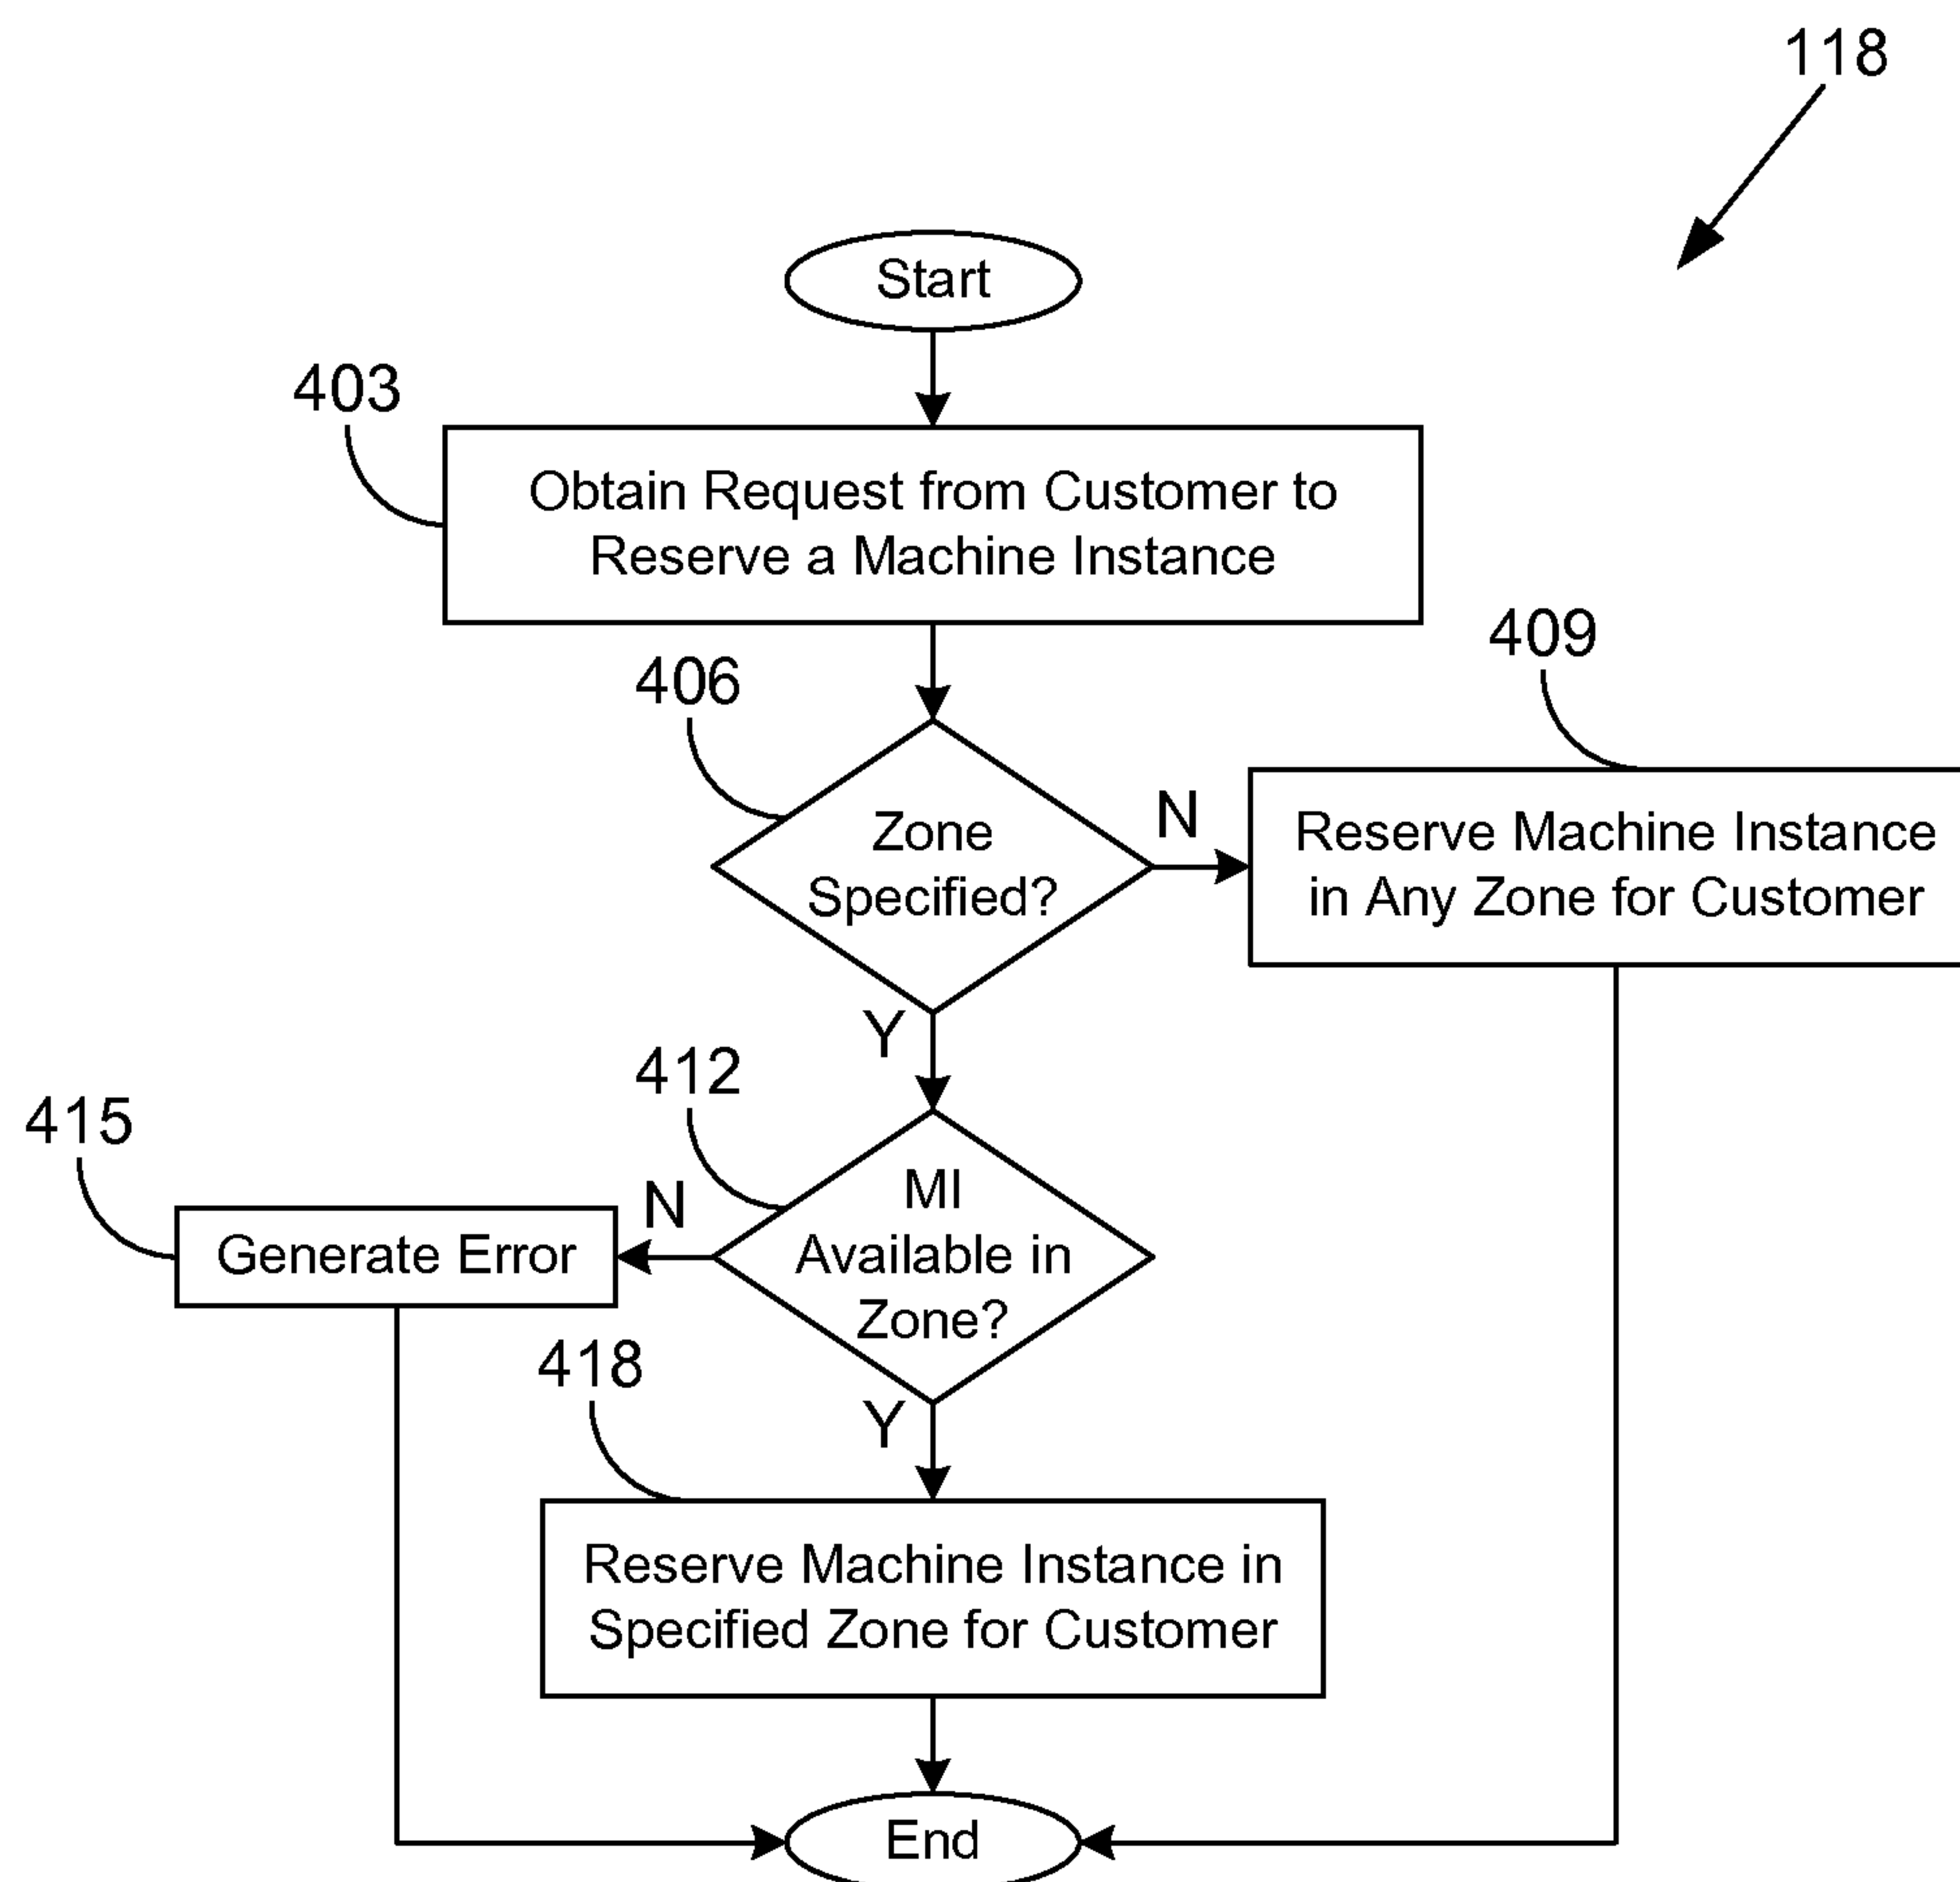 118
Start
403
Obtain Request from Customer to
Reserve a Machine Instance
409
406
Zone
Specified?
N
Reserve Machine Instance
in Any Zone for Customer
Y
412
415
MI
Available in
Zone?
N
Generate Error
418
Y
Reserve Machine Instance in
Specified Zone for Customer
End